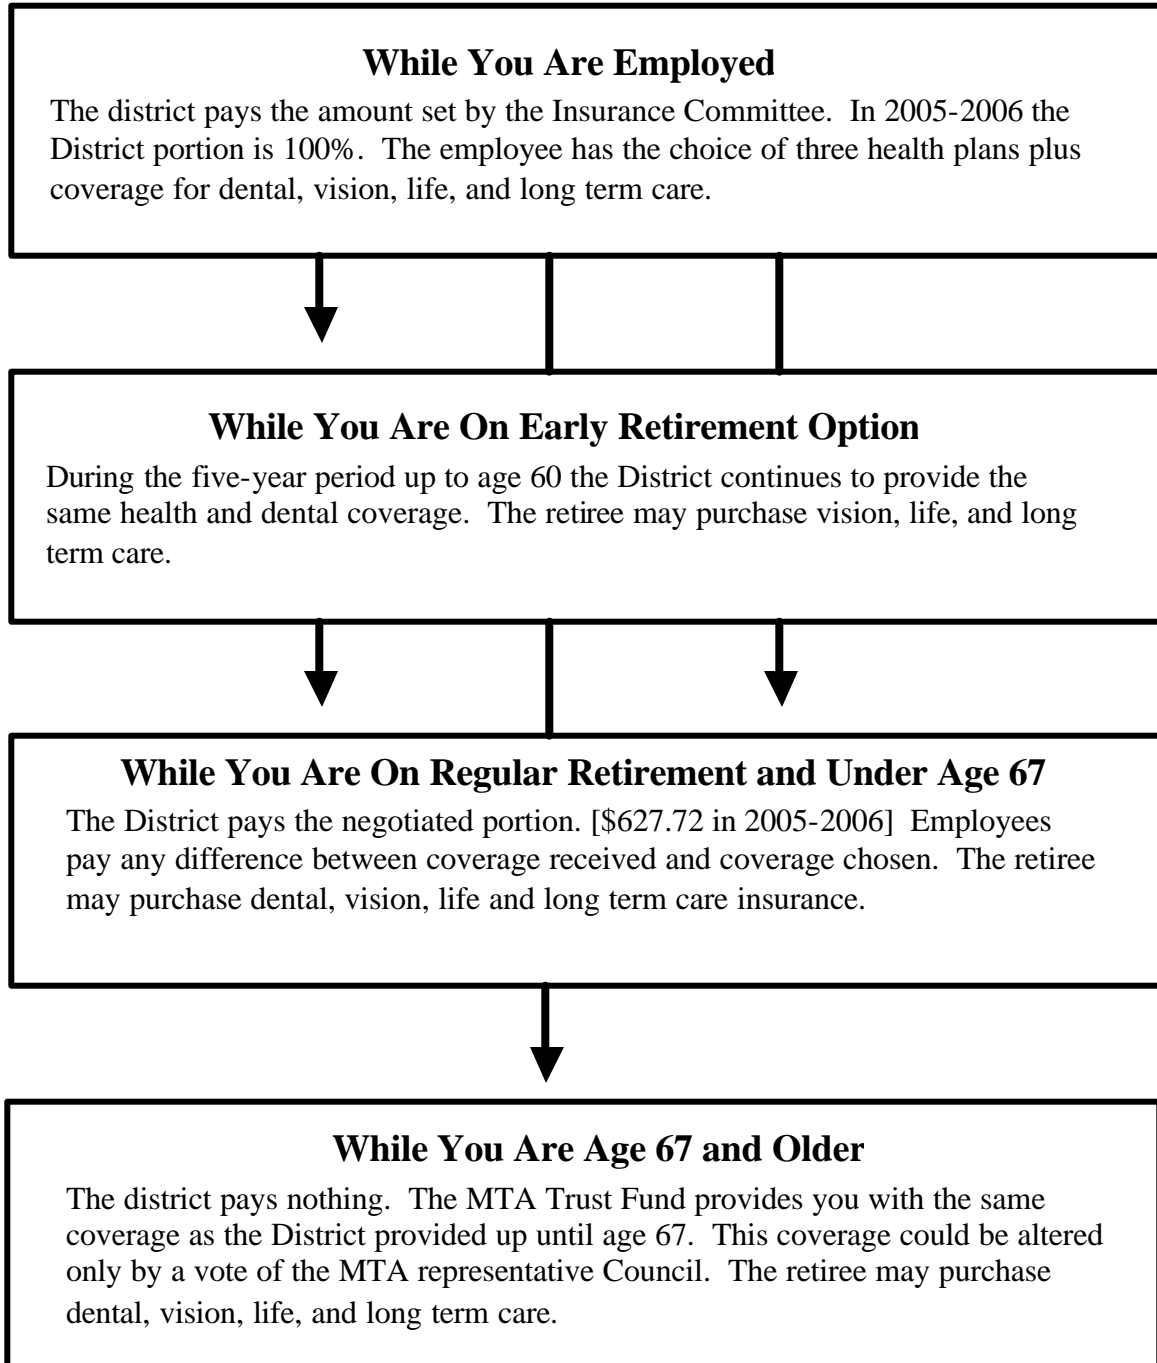 While You Are Employed
The district pays the amount set by the Insurance Committee.  In 2005-2006 the
District portion is 100%.  The employee has the choice of three health plans plus
coverage for dental, vision, life, and long term care.
While You Are On Early Retirement Option
During the five-year period up to age 60 the District continues to provide the
same health and dental coverage.  The retiree may purchase vision, life, and long
term care.
While You Are On Regular Retirement and Under Age 67
The District pays the negotiated portion. [$627.72 in 2005-2006]  Employees
pay any difference between coverage received and coverage chosen.  The retiree
may purchase dental, vision, life and long term care insurance.
While You Are Age 67 and Older
The district pays nothing.  The MTA Trust Fund provides you with the same
coverage as the District provided up until age 67.  This coverage could be altered
only by a vote of the MTA representative Council.  The retiree may purchase
dental, vision, life, and long term care.